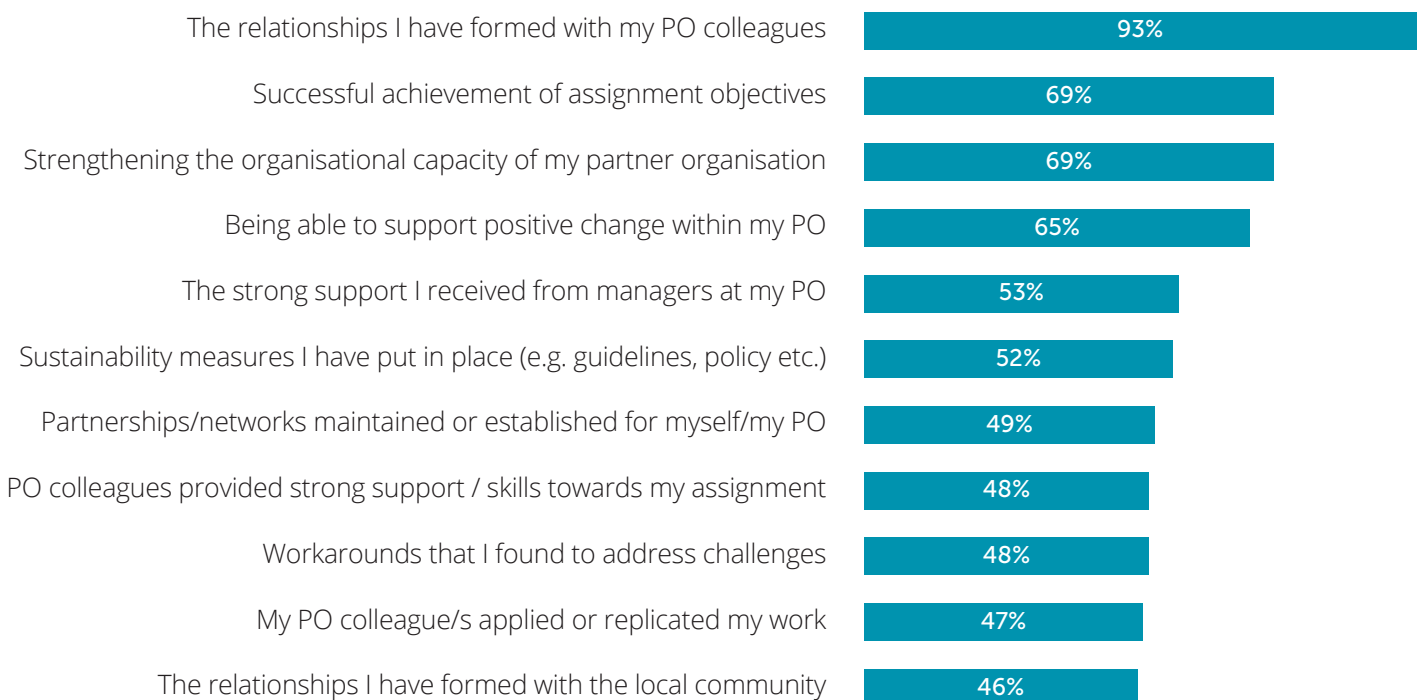 The relationships I have formed with my PO colleagues 93%
Successful achievement of assignment objectives 69%
Strengthening the organisational capacity of my partner organisation 69%
Being able to support positive change within my PO 65%
The strong support I received from managers at my PO 53%
Sustainability measures I have put in place (e.g. guidelines, policy etc.) 52%
Partnerships/networks maintained or established for myself/my PO 49%
PO colleagues provided strong support / skills towards my assignment 48%
Workarounds that I found to address challenges 48%
My PO colleague/s applied or replicated my work 47%
The relationships I have formed with the local community 46%